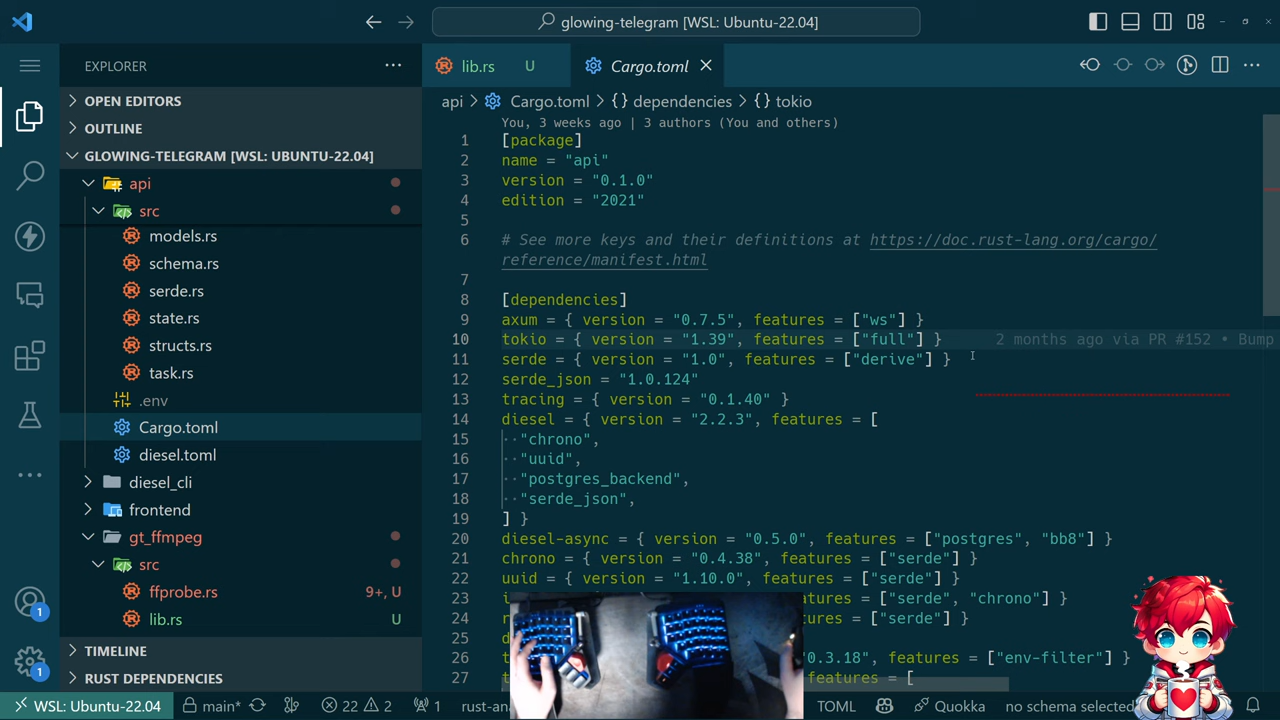 glowing-telegram [WSL: Ubuntu-22.04]
EXPLORER
OPEN EDITORS
OUTLINE
GLOWING-TELEGRAM [WSL: UBUNTU-22.04]
api
src
models.rs
schema.rs
serde.rs
state.rs
structs.rs
task.rs
.env
Cargo.toml
diesel.toml
diesel_cli
frontend
gt_ffmpeg
src
ffprobe.rs 9+, U
lib.rs U
TIMELINE
RUST DEPENDENCIES
1
1
lib.rs U
Cargo.toml
api > Cargo.toml > {} dependencies > {} tokio
You, 3 weeks ago | 3 authors (You and others)
1 [package]
2 name = "api"
3 version = "0.1.0"
4 edition = "2021"
5
6 # See more keys and their definitions at https://doc.rust-lang.org/cargo/
reference/manifest.html
7
8 [dependencies]
9 axum = { version = "0.7.5", features = ["ws"] }
10 tokio = { version = "1.39", features = ["full"] } 2 months ago via PR #152 • Bump
11 serde = { version = "1.0", features = ["derive"] }
12 serde_json = "1.0.124"
13 tracing = { version = "0.1.40" }
14 diesel = { version = "2.2.3", features = [
15 "chrono",
16 "uuid",
17 "postgres_backend",
18 "serde_json",
19 ] }
20 diesel-async = { version = "0.5.0", features = ["postgres", "bb8"] }
21 chrono = { version = "0.4.38", features = ["serde"] }
22 uuid = { version = "1.10.0", features = ["serde"] }
23 = ["serde", "chrono"] }
24 = ["serde"] }
25
26 0.3.18", features = ["env-filter"] }
27 features = [
WSL: Ubuntu-22.04
main*
22 2
1
TOML
Quokka
no schema selected